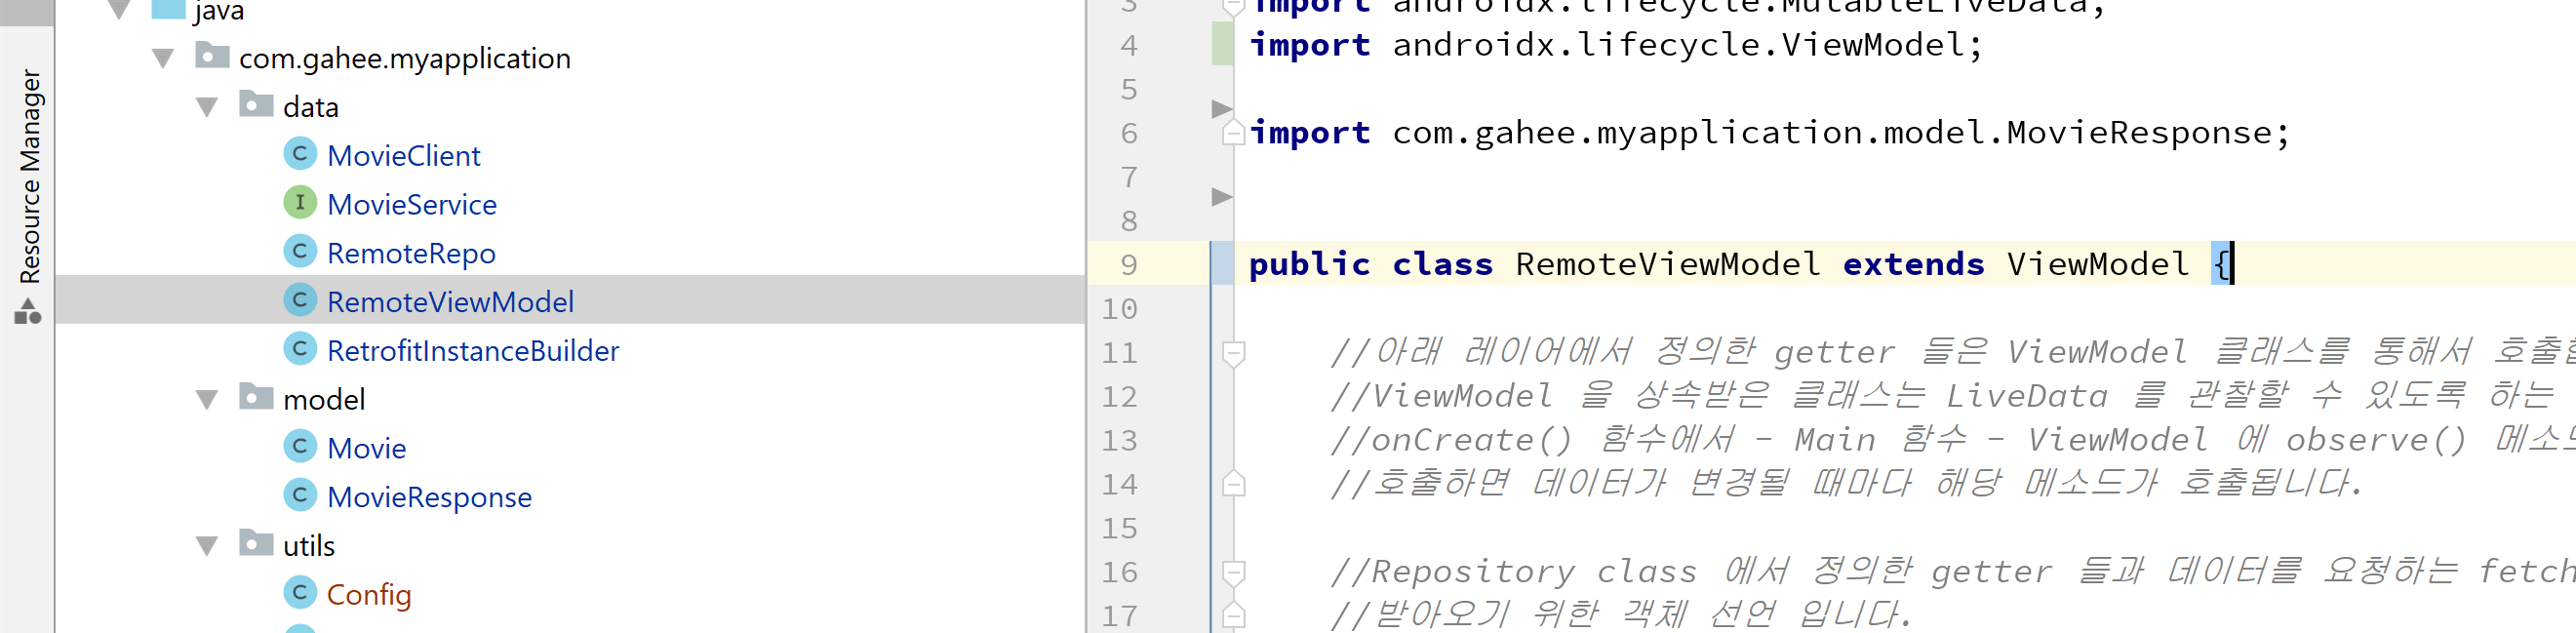 Resource Manager
java
com.gahee.myapplication
data
MovieClient
MovieService
RemoteRepo
RemoteViewModel
RetrofitInstanceBuilder
model
Movie
MovieResponse
utils
Config
3 import androidx.lifecycle.MutableLiveData;
4 import androidx.lifecycle.ViewModel;
5
6 import com.gahee.myapplication.model.MovieResponse;
7
8
9 public class RemoteViewModel extends ViewModel {
10
11 //아래 레이어에서 정의한 getter 들은 ViewModel 클래스를 통해서
12 //ViewModel 을 상속받은 클래스는 LiveData 를 관찰할 수 있도록 하는
13 //onCreate() 함수에서 - Main 함수 - ViewModel 에 observe() 메소드
14 //호출하면 데이터가 변경될 때마다 해당 메소드가 호출됩니다.
15
16 //Repository class 에서 정의한 getter 들과 데이터를 요청하는 fetch
17 //받아오기 위한 객체 선언 입니다.